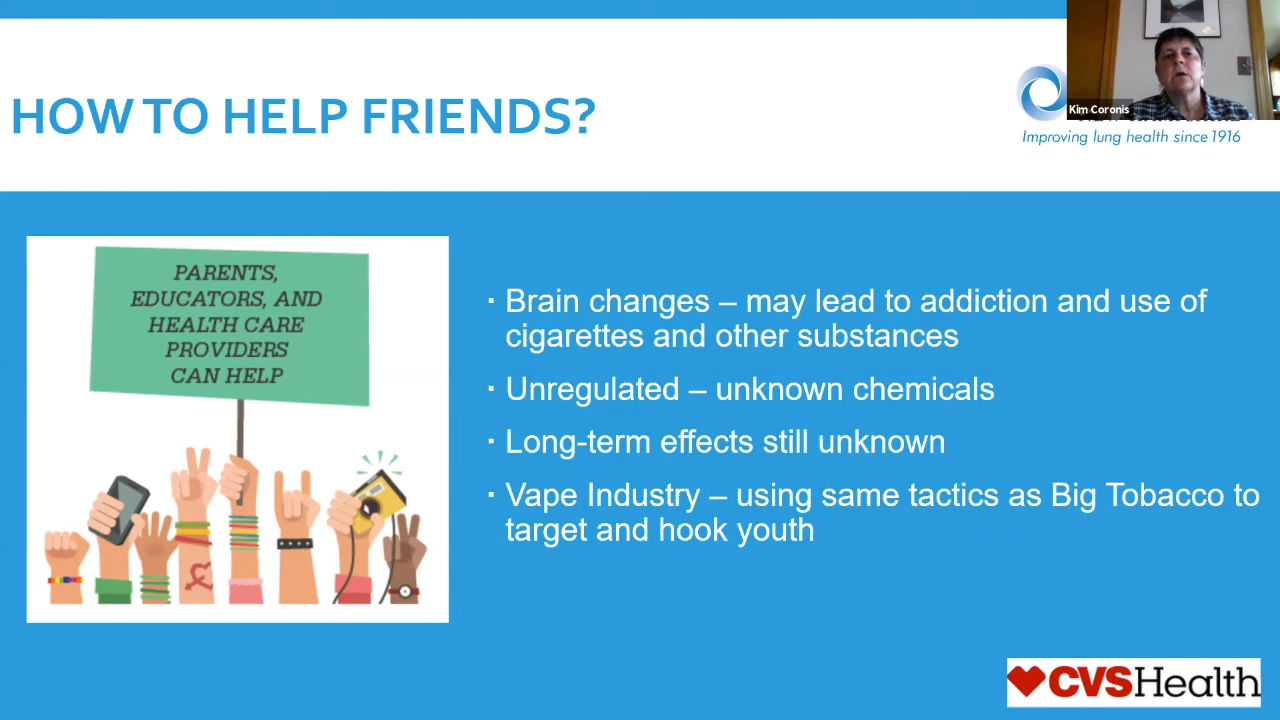 HOW TO HELP FRIENDS?
Kim Coronis
Improving lung health since 1916
PARENTS,
EDUCATORS, AND
HEALTH CARE
PROVIDERS
CAN HELP
· Brain changes – may lead to addiction and use of
cigarettes and other substances
· Unregulated – unknown chemicals
· Long-term effects still unknown
· Vape Industry – using same tactics as Big Tobacco to
target and hook youth
CVSHealth